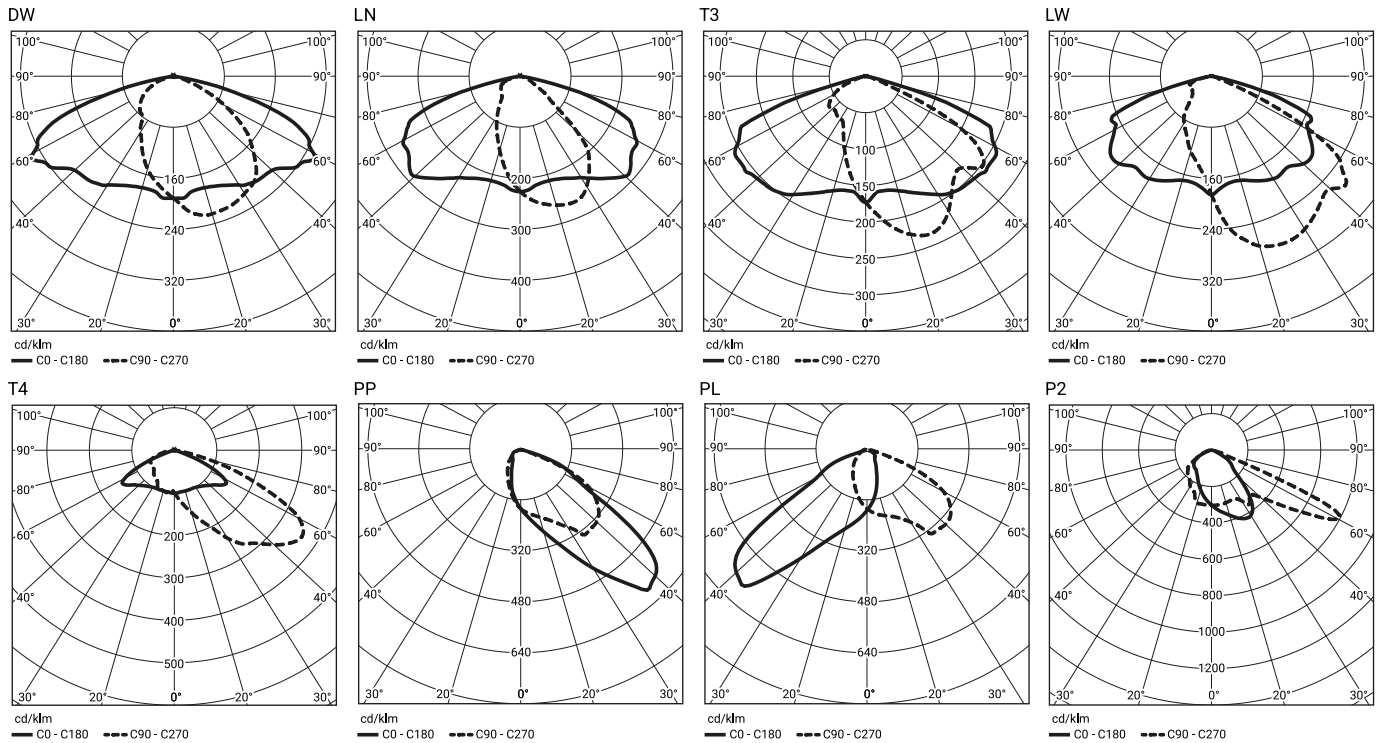 DW LN T3 LW
100° 100° 100° 100° 100° 100° 100° 100°
90° 90° 90° 90° 90° 90° 90° 90°
80° 80° 80° 80° 80° 80° 80° 80°
100
60° 160 60° 60° 200 60° 60° 150 60° 60° 160 60°
40° 240 40° 40° 300 40° 40° 200 40° 40° 240 40°
250
320 400 300 320
30° 20° 0° 20° 30° 30° 20° 0° 20° 30° 30° 20° 0° 20° 30° 30° 20° 0° 20° 30°
cd/klm cd/klm cd/klm cd/klm
C0 - C180 C90 - C270 C0 - C180 C90 - C270 C0 - C180 C90 - C270 C0 - C180 C90 - C270
T4 PP PL P2
100° 100° 100° 100° 100° 100° 100° 100°
90° 90° 90° 90° 90° 90° 90° 90°
80° 80° 80° 80° 80° 80° 80° 80°
400
60° 200 60° 60° 320 60° 60° 320 60° 60° 600 60°
300
40° 400 40° 40° 480 40° 40° 480 40° 40° 800 40°
1000
500 640 640 1200
30° 20° 0° 20° 30° 30° 20° 0° 20° 30° 30° 20° 0° 20° 30° 30° 20° 0° 20° 30°
cd/klm cd/klm cd/klm cd/klm
C0 - C180 C90 - C270 C0 - C180 C90 - C270 C0 - C180 C90 - C270 C0 - C180 C90 - C270